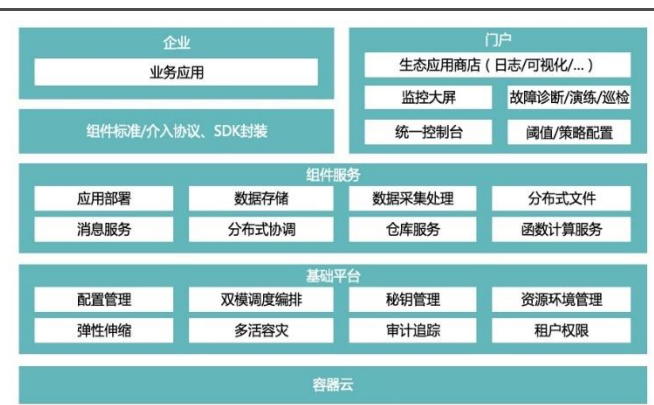 企业
业务应用
组件标准/介入协议、SDK封装
门户
生态应用商店（日志/可视化/...）
监控大屏
故障诊断/演练/巡检
统一控制台
阈值/策略配置
组件服务
应用部署 数据存储 数据采集处理 分布式文件
消息服务 分布式协调 仓库服务 函数计算服务
基础平台
配置管理 双模调度编排 秘钥管理 资源环境管理
弹性伸缩 多活容灾 审计追踪 租户权限
容器云